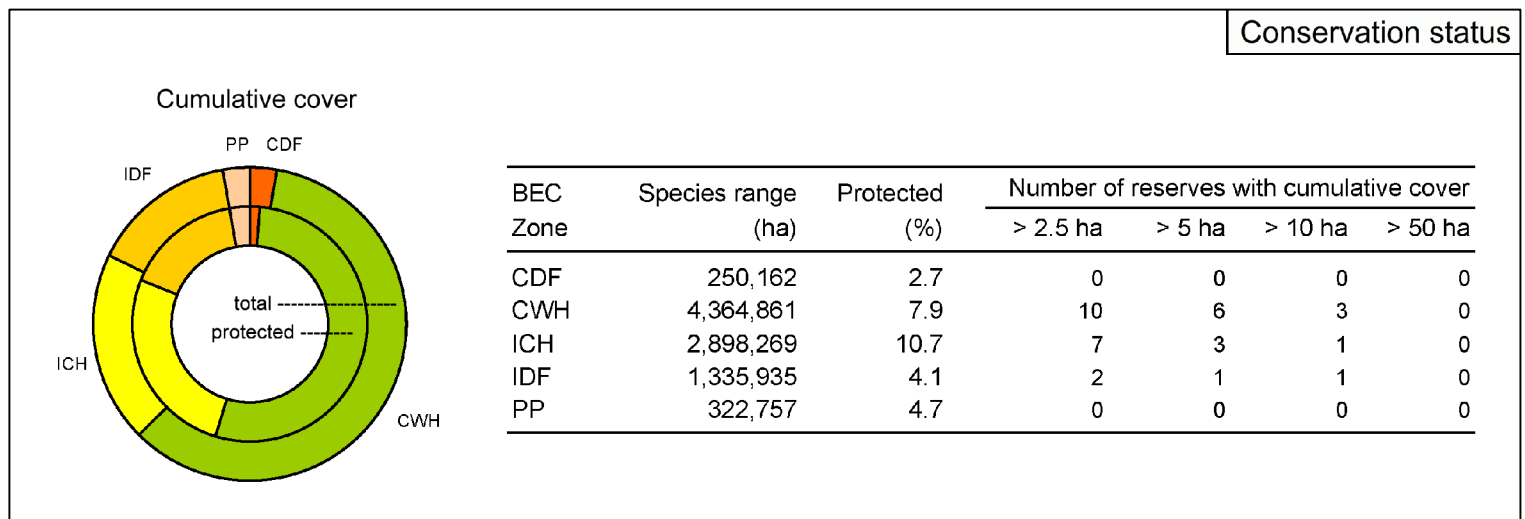 Conservation status
Cumulative cover
PP CDF
IDF
ICH
CWH
total
protected
BEC Zone Species range (ha) Protected (%) Number of reserves with cumulative cover
> 2.5 ha > 5 ha > 10 ha > 50 ha
CDF 250,162 2.7 0 0 0 0
CWH 4,364,861 7.9 10 6 3 0
ICH 2,898,269 10.7 7 3 1 0
IDF 1,335,935 4.1 2 1 1 0
PP 322,757 4.7 0 0 0 0